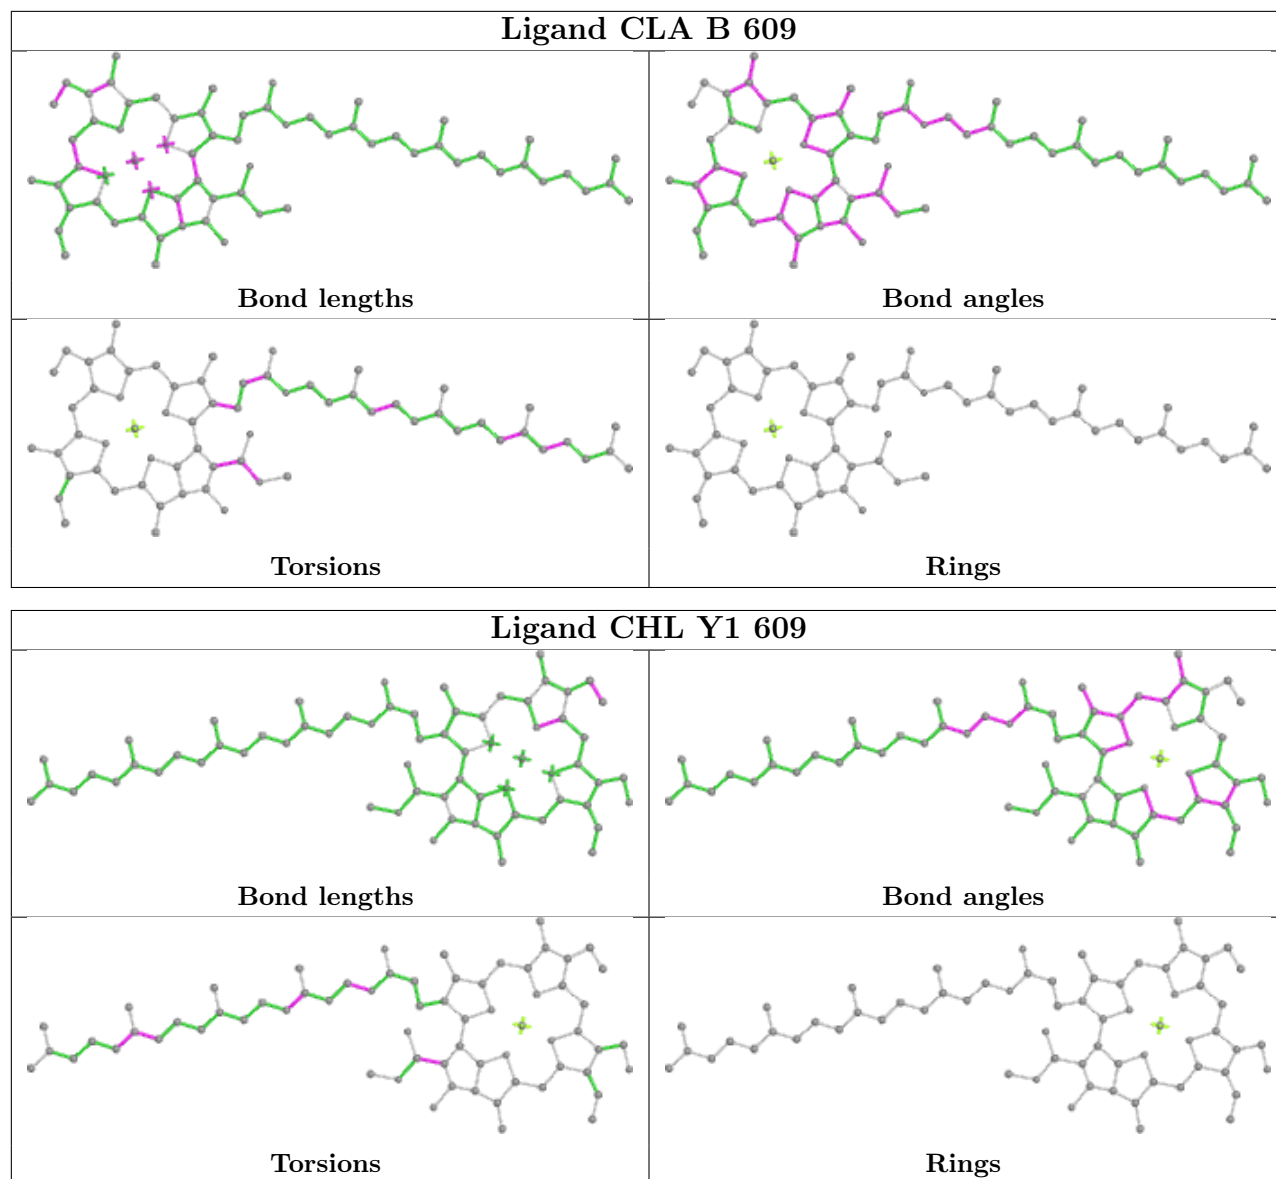 Ligand CLA B 609
Bond lengths
Bond angles
Torsions
Rings
Ligand CHL Y1 609
Bond lengths
Bond angles
Torsions
Rings